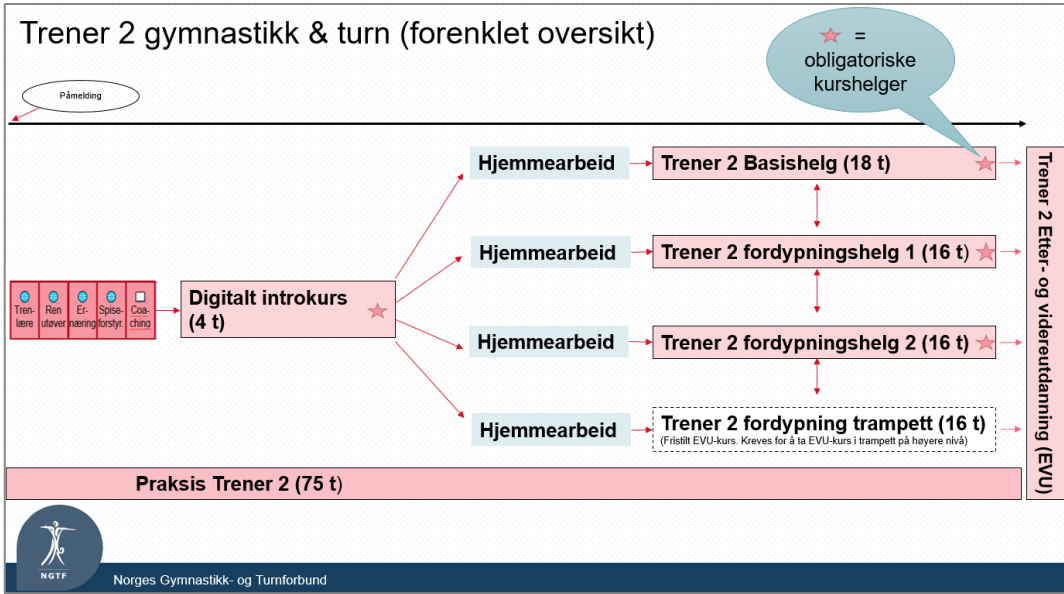 Trener 2 gymnastikk & turn (forenklet oversikt)
=
obligatoriske
kurshelger
Påmelding
Hjemmearbeid
Trener 2 Basishelg (18 t)
Hjemmearbeid
Trener 2 fordypningshelg 1 (16 t)
Tren-
lære
Ren
utøver
Er-
næring
Spise-
forstyr.
Coa-
ching
Digitalt introkurs
(4 t)
Hjemmearbeid
Trener 2 fordypningshelg 2 (16 t)
Hjemmearbeid
Trener 2 fordypning trampett (16 t)
(Fristilt EVU-kurs. Kreves for å ta EVU-kurs i trampett på høyere nivå)
Trener 2 Etter- og videreutdanning (EVU)
Praksis Trener 2 (75 t)
NGTF
Norges Gymnastikk- og Turnforbund